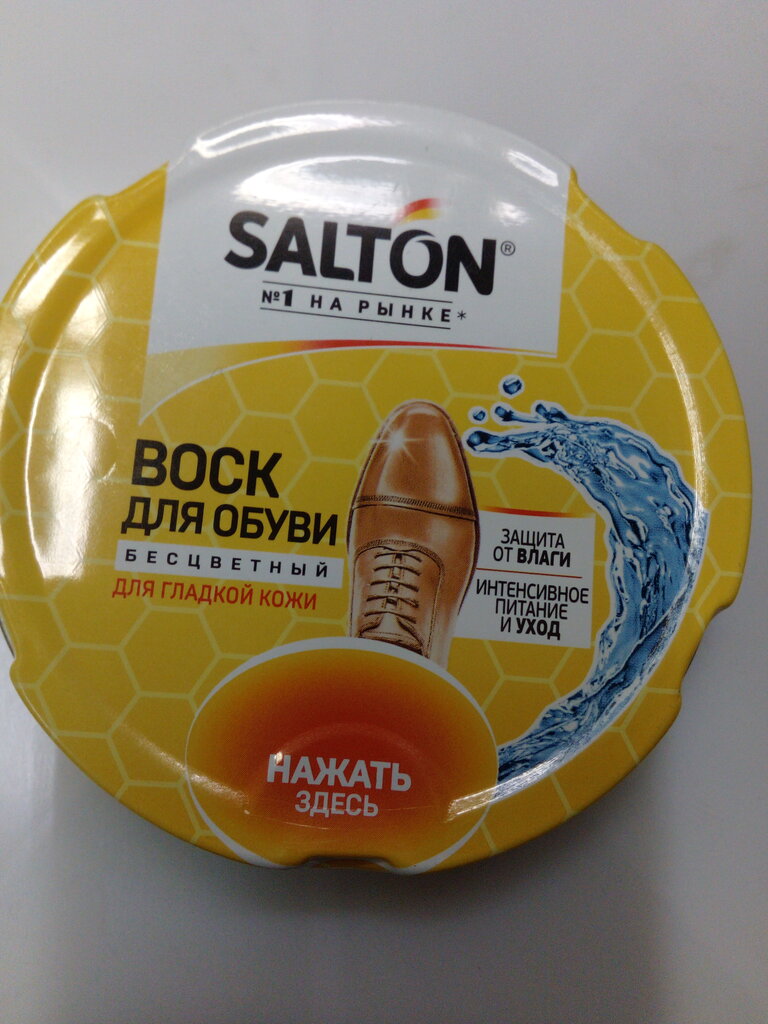 SALTON®
№1 НА РЫНКЕ*
ВОСК
ДЛЯ ОБУВИ
БЕСЦВЕТНЫЙ
ДЛЯ ГЛАДКОЙ КОЖИ
ЗАЩИТА
ОТ ВЛАГИ
ИНТЕНСИВНОЕ
ПИТАНИЕ
И УХОД
НАЖАТЬ
ЗДЕСЬ